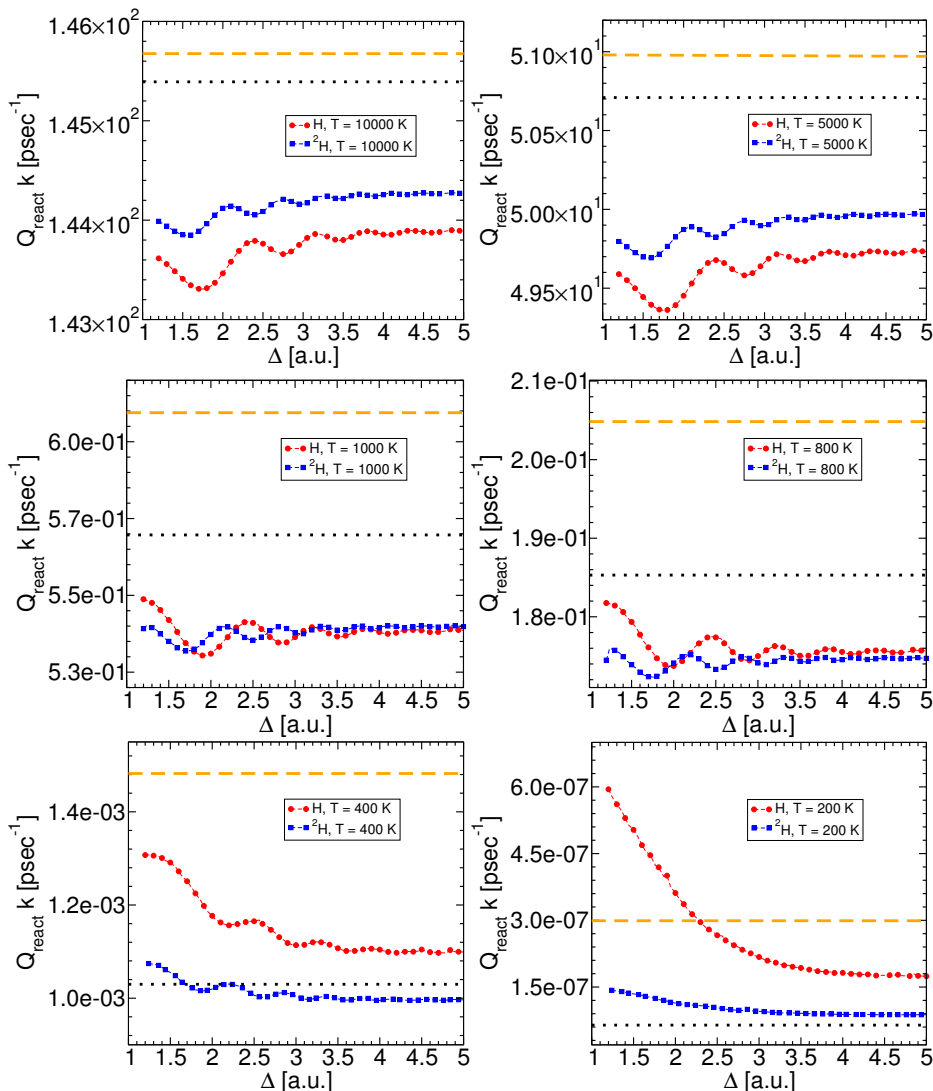 1.46×10²
1.45×10²
1.44×10²
1.43×10²
Q_react k [psec⁻¹]
H, T = 10000 K
²H, T = 10000 K
1 1.5 2 2.5 3 3.5 4 4.5 5
Δ [a.u.]
5.10×10¹
5.05×10¹
5.00×10¹
4.95×10¹
Q_react k [psec⁻¹]
H, T = 5000 K
²H, T = 5000 K
1 1.5 2 2.5 3 3.5 4 4.5 5
Δ [a.u.]
6.0e-01
5.7e-01
5.5e-01
5.3e-01
Q_react k [psec⁻¹]
H, T = 1000 K
²H, T = 1000 K
1 1.5 2 2.5 3 3.5 4 4.5 5
Δ [a.u.]
2.1e-01
2.0e-01
1.9e-01
1.8e-01
Q_react k [psec⁻¹]
H, T = 800 K
²H, T = 800 K
1 1.5 2 2.5 3 3.5 4 4.5 5
Δ [a.u.]
1.4e-03
1.2e-03
1.0e-03
Q_react k [psec⁻¹]
H, T = 400 K
²H, T = 400 K
1 1.5 2 2.5 3 3.5 4 4.5 5
Δ [a.u.]
6.0e-07
4.5e-07
3.0e-07
1.5e-07
Q_react k [psec⁻¹]
H, T = 200 K
²H, T = 200 K
1 1.5 2 2.5 3 3.5 4 4.5 5
Δ [a.u.]